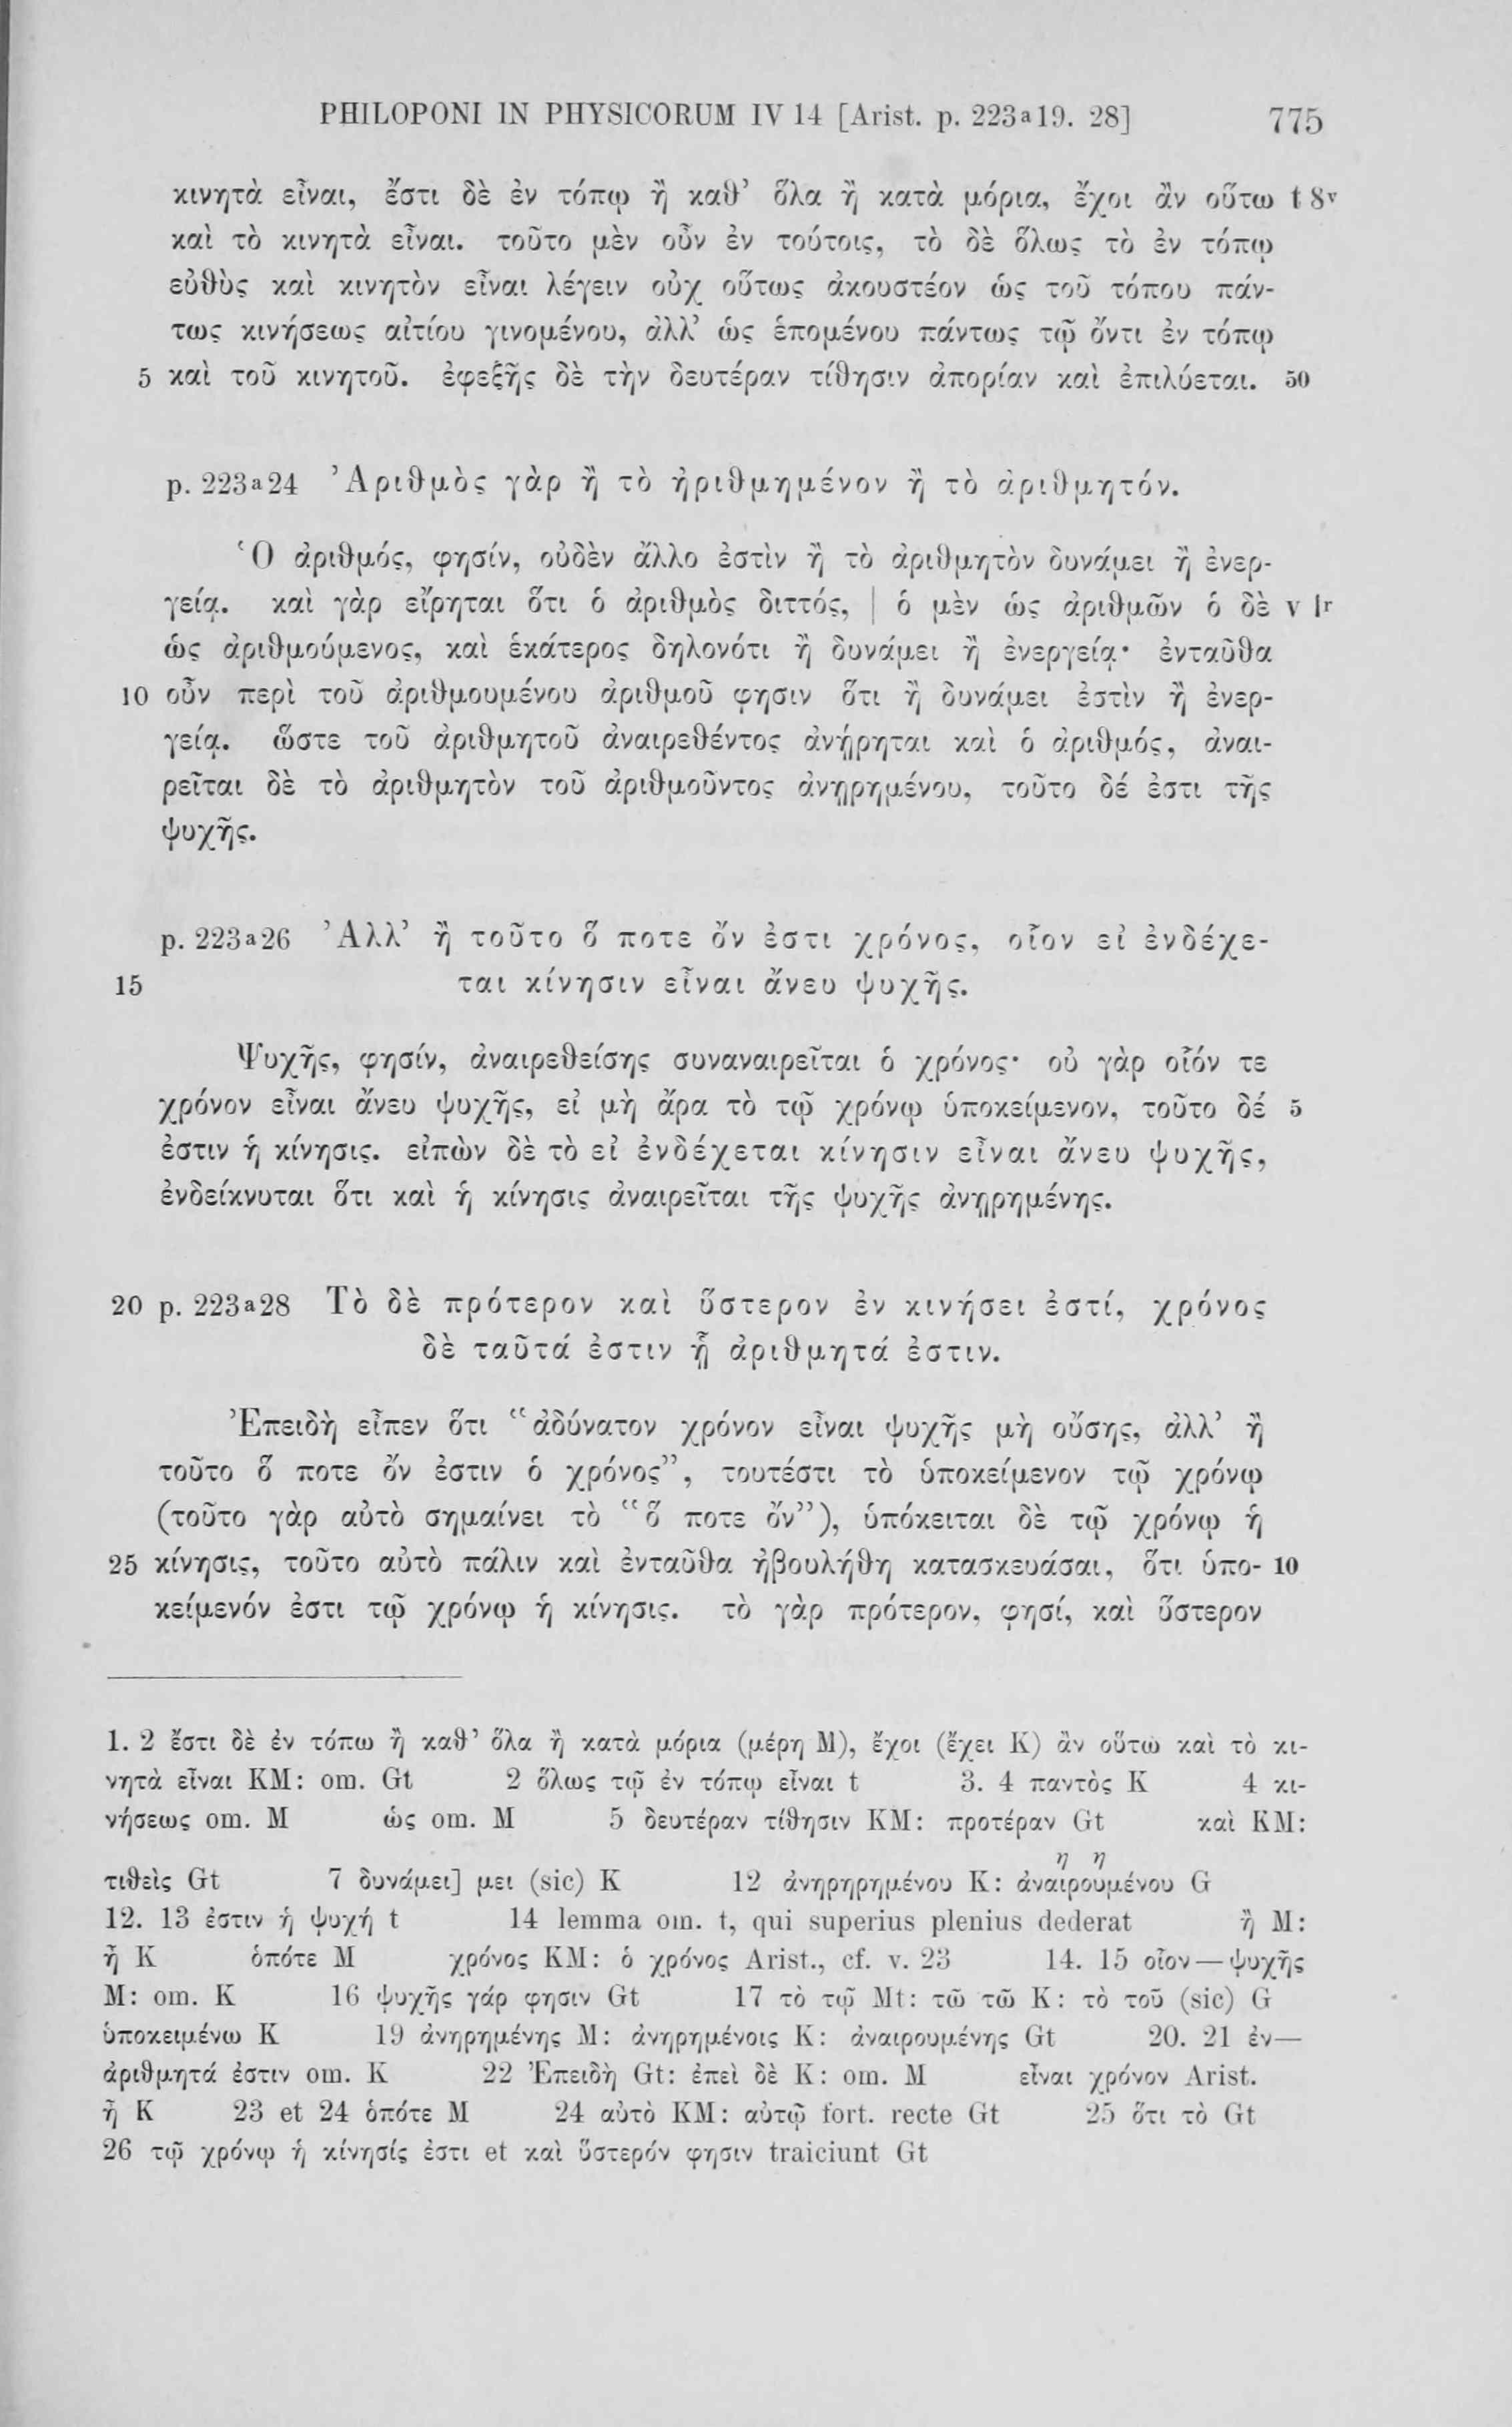 PHILOPONI IN PHYSICORUM IV 14 [Arist. p. 223a19. 28] 775
κινητὰ εἶναι, ἔστι δὲ ἐν τόπῳ ἢ καθ’ ὅλα ἢ κατὰ μόρια, ἔχοι ἂν οὕτω t 8v
καὶ τὸ κινητὰ εἶναι. τοῦτο μὲν οὖν ἐν τούτοις, τὸ δὲ ὅλως τὸ ἐν τόπῳ
εὐθὺς καὶ κινητὸν εἶναι λέγειν οὐχ οὕτως ἀκουστέον ὡς τοῦ τόπου πάν-
τως κινήσεως αἰτίου γινομένου, ἀλλ’ ὡς ἑπομένου πάντως τῷ ὄντι ἐν τόπῳ
5 καὶ τοῦ κινητοῦ. ἐφεξῆς δὲ τὴν δευτέραν τίθησιν ἀπορίαν καὶ ἐπιλύεται. 50
p. 223a24 Ἀριθμὸς γὰρ ἢ τὸ ἠριθμημένον ἢ τὸ ἀριθμητόν.
Ὁ ἀριθμός, φησίν, οὐδὲν ἄλλο ἐστὶν ἢ τὸ ἀριθμητὸν δυνάμει ἢ ἐνερ-
γείᾳ. καὶ γὰρ εἴρηται ὅτι ὁ ἀριθμὸς διττός, | ὁ μὲν ὡς ἀριθμῶν ὁ δὲ v 1r
ὡς ἀριθμούμενος, καὶ ἑκάτερος δηλονότι ἢ δυνάμει ἢ ἐνεργείᾳ· ἐνταῦθα
10 οὖν περὶ τοῦ ἀριθμουμένου ἀριθμοῦ φησιν ὅτι ἢ δυνάμει ἐστὶν ἢ ἐνερ-
γείᾳ. ὥστε τοῦ ἀριθμητοῦ ἀναιρεθέντος ἀνῄρηται καὶ ὁ ἀριθμός, ἀναι-
ρεῖται δὲ τὸ ἀριθμητὸν τοῦ ἀριθμοῦντος ἀνῃρημένου, τοῦτο δέ ἐστι τῆς
ψυχῆς.
p. 223a26 Ἀλλ’ ἢ τοῦτο ὅ ποτε ὄν ἐστι χρόνος, οἷον εἰ ἐνδέχε-
15 ται κίνησιν εἶναι ἄνευ ψυχῆς.
Ψυχῆς, φησίν, ἀναιρεθείσης συναναιρεῖται ὁ χρόνος· οὐ γὰρ οἷόν τε
χρόνον εἶναι ἄνευ ψυχῆς, εἰ μὴ ἄρα τὸ τῷ χρόνῳ ὑποκείμενον, τοῦτο δέ 5
ἐστιν ἡ κίνησις. εἰπὼν δὲ τὸ εἰ ἐνδέχεται κίνησιν εἶναι ἄνευ ψυχῆς,
ἐνδείκνυται ὅτι καὶ ἡ κίνησις ἀναιρεῖται τῆς ψυχῆς ἀνῃρημένης.
20 p. 223a28 Τὸ δὲ πρότερον καὶ ὕστερον ἐν κινήσει ἐστί, χρόνος
δὲ ταῦτά ἐστιν ᾗ ἀριθμητά ἐστιν.
Ἐπειδὴ εἶπεν ὅτι “ἀδύνατον χρόνον εἶναι ψυχῆς μὴ οὔσης, ἀλλ’ ἢ
τοῦτο ὅ ποτε ὄν ἐστιν ὁ χρόνος”, τουτέστι τὸ ὑποκείμενον τῷ χρόνῳ
(τοῦτο γὰρ αὐτὸ σημαίνει τὸ “ὅ ποτε ὄν”), ὑπόκειται δὲ τῷ χρόνῳ ἡ
25 κίνησις, τοῦτο αὐτὸ πάλιν καὶ ἐνταῦθα ἠβουλήθη κατασκευάσαι, ὅτι ὑπο- 10
κείμενόν ἐστι τῷ χρόνῳ ἡ κίνησις. τὸ γὰρ πρότερον, φησί, καὶ ὕστερον
1. 2 ἔστι δὲ ἐν τόπω ἢ καθ’ ὅλα ἢ κατὰ μόρια (μέρη M), ἔχοι (ἔχει K) ἂν οὕτω καὶ τὸ κι-
νητὰ εἶναι KM: om. Gt 2 ὅλως τῷ ἐν τόπῳ εἶναι t 3. 4 παντὸς K 4 κι-
νήσεως om. M ὡς om. M 5 δευτέραν τίθησιν KM: προτέραν Gt καὶ KM:
η η
τιθεὶς Gt 7 δυνάμει] μει (sic) K 12 ἀνηρηρημένου K: ἀναιρουμένου G
12. 13 ἐστιν ἡ ψυχή t 14 lemma om. t, qui superius plenius dederat ἢ M:
ἦ K ὁπότε M χρόνος KM: ὁ χρόνος Arist., cf. v. 23 14. 15 οἷον—ψυχῆς
M: om. K 16 ψυχῆς γάρ φησιν Gt 17 τὸ τῷ Mt: τῶ τῶ K: τὸ τοῦ (sic) G
ὑποκειμένω K 19 ἀνηρημένης M: ἀνηρημένοις K: ἀναιρουμένης Gt 20. 21 ἐν—
ἀριθμητά ἐστιν om. K 22 Ἐπειδὴ Gt: ἐπεὶ δὲ K: om. M εἶναι χρόνον Arist.
ἦ K 23 et 24 ὁπότε M 24 αὐτὸ KM: αὐτῷ fort. recte Gt 25 ὅτι τὸ Gt
26 τῷ χρόνῳ ἡ κίνησίς ἐστι et καὶ ὕστερόν φησιν traiciunt Gt